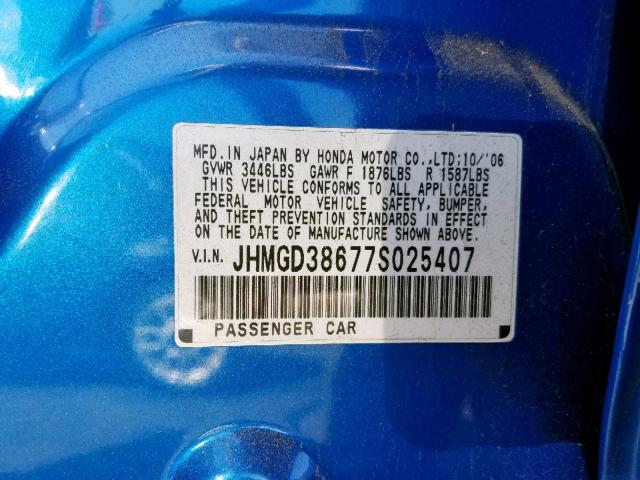 MFD. IN JAPAN BY HONDA MOTOR CO., LTD; 10/'06
GVWR 3446LBS GAWR F 1876LBS R 1587LBS
THIS VEHICLE CONFORMS TO ALL APPLICABLE
FEDERAL MOTOR VEHICLE SAFETY, BUMPER,
AND THEFT PREVENTION STANDARDS IN EFFECT
ON THE DATE OF MANUFACTURE SHOWN ABOVE.
V.I.N. JHMGD38677S025407
PASSENGER CAR